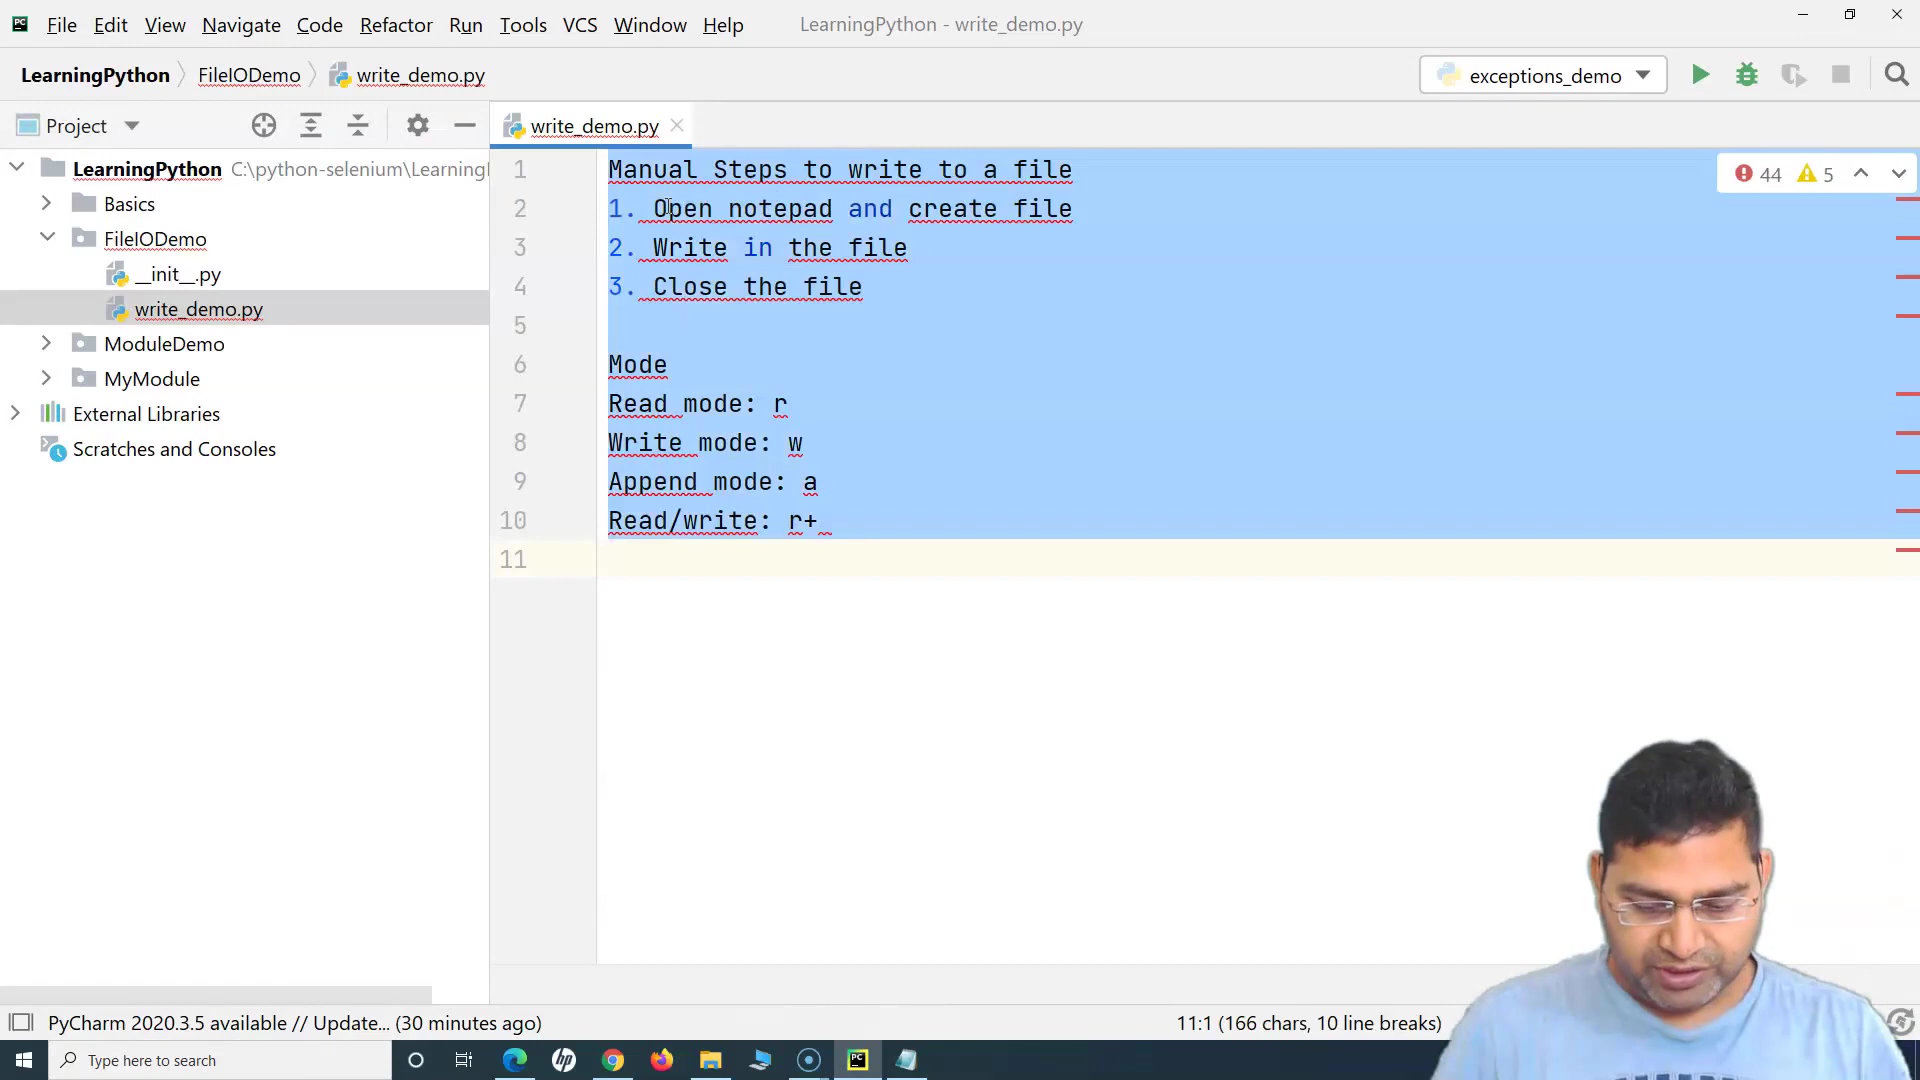 File Edit View Navigate Code Refactor Run Tools VCS Window Help LearningPython - write_demo.py
LearningPython FileIODemo write_demo.py exceptions_demo
Project write_demo.py
LearningPython C:\python-selenium\Learningl
Basics
FileIODemo
__init__.py
write_demo.py
ModuleDemo
MyModule
External Libraries
Scratches and Consoles
44 5
1 Manual Steps to write to a file
2 1. Open notepad and create file
3 2. Write in the file
4 3. Close the file
5
6 Mode
7 Read mode: r
8 Write mode: w
9 Append mode: a
10 Read/write: r+
11
PyCharm 2020.3.5 available // Update... (30 minutes ago) 11:1 (166 chars, 10 line breaks)
Type here to search